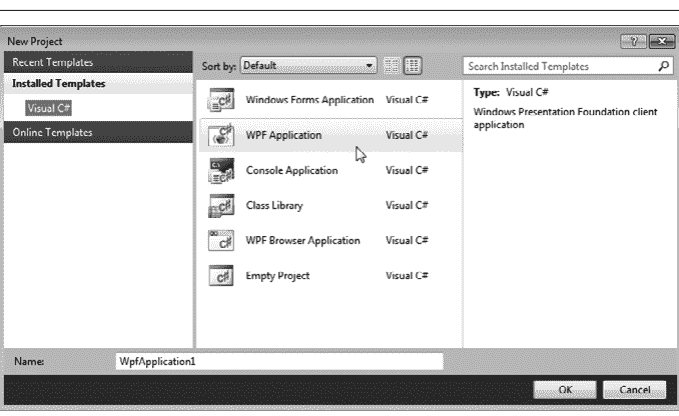 New Project
?
Recent Templates
Installed Templates
Visual C#
Online Templates
Sort by: Default
Windows Forms Application Visual C#
WPF Application Visual C#
Console Application Visual C#
Class Library Visual C#
WPF Browser Application Visual C#
Empty Project Visual C#
Search Installed Templates
Type: Visual C#
Windows Presentation Foundation client
application
Name: WpfApplication1
OK Cancel